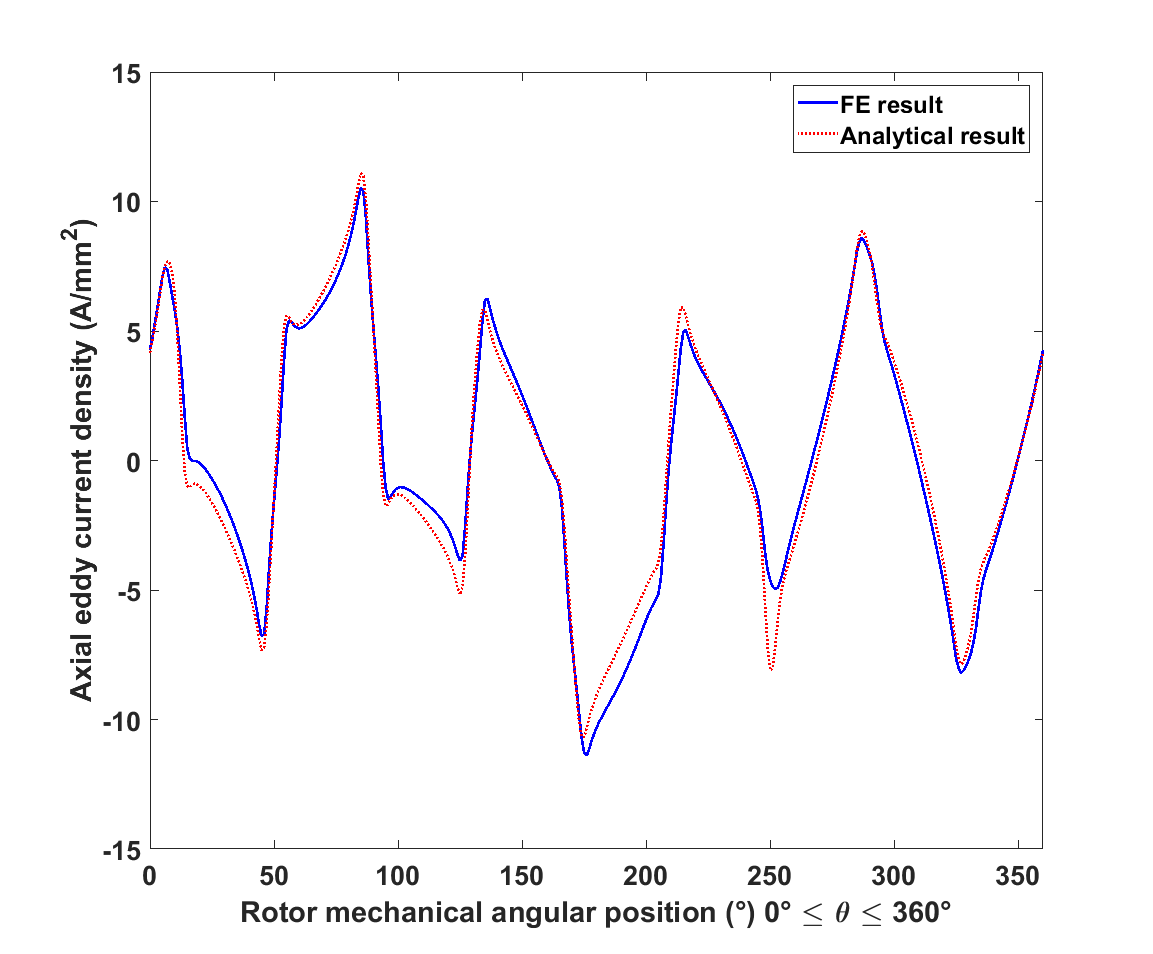 15
10
5
0
-5
-10
-15
Axial eddy current density (A/mm²)
FE result
Analytical result
0 50 100 150 200 250 300 350
Rotor mechanical angular position (°) 0° ≤ θ ≤ 360°